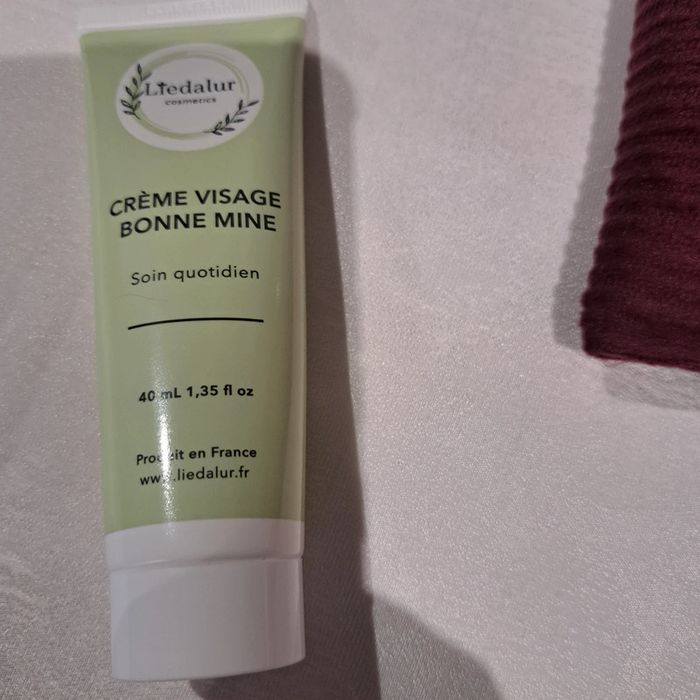 Liedalur
cosmetics
CRÈME VISAGE
BONNE MINE
Soin quotidien
40 mL 1,35 fl oz
Produit en France
www.liedalur.fr